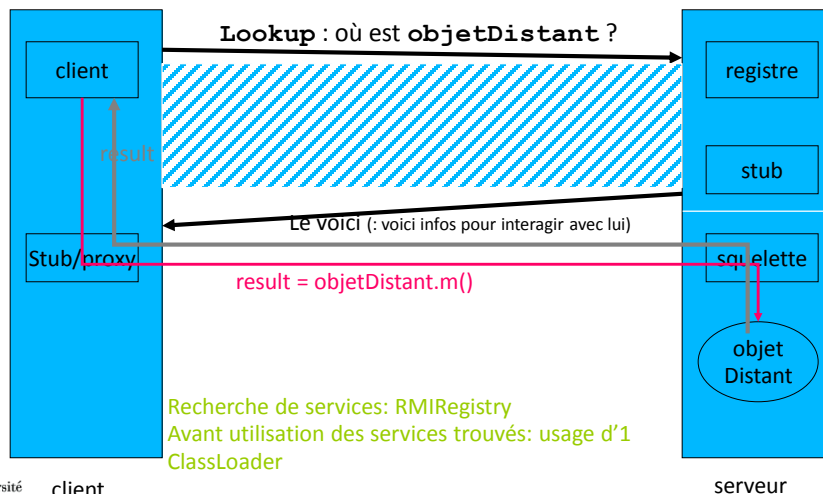 Lookup : où est objetDistant ?
client
registre
result
stub
Le voici (: voici infos pour interagir avec lui)
Stub/proxy
squelette
result = objetDistant.m()
objet
Distant
Recherche de services: RMIRegistry
Avant utilisation des services trouvés: usage d'1
ClassLoader
client
serveur